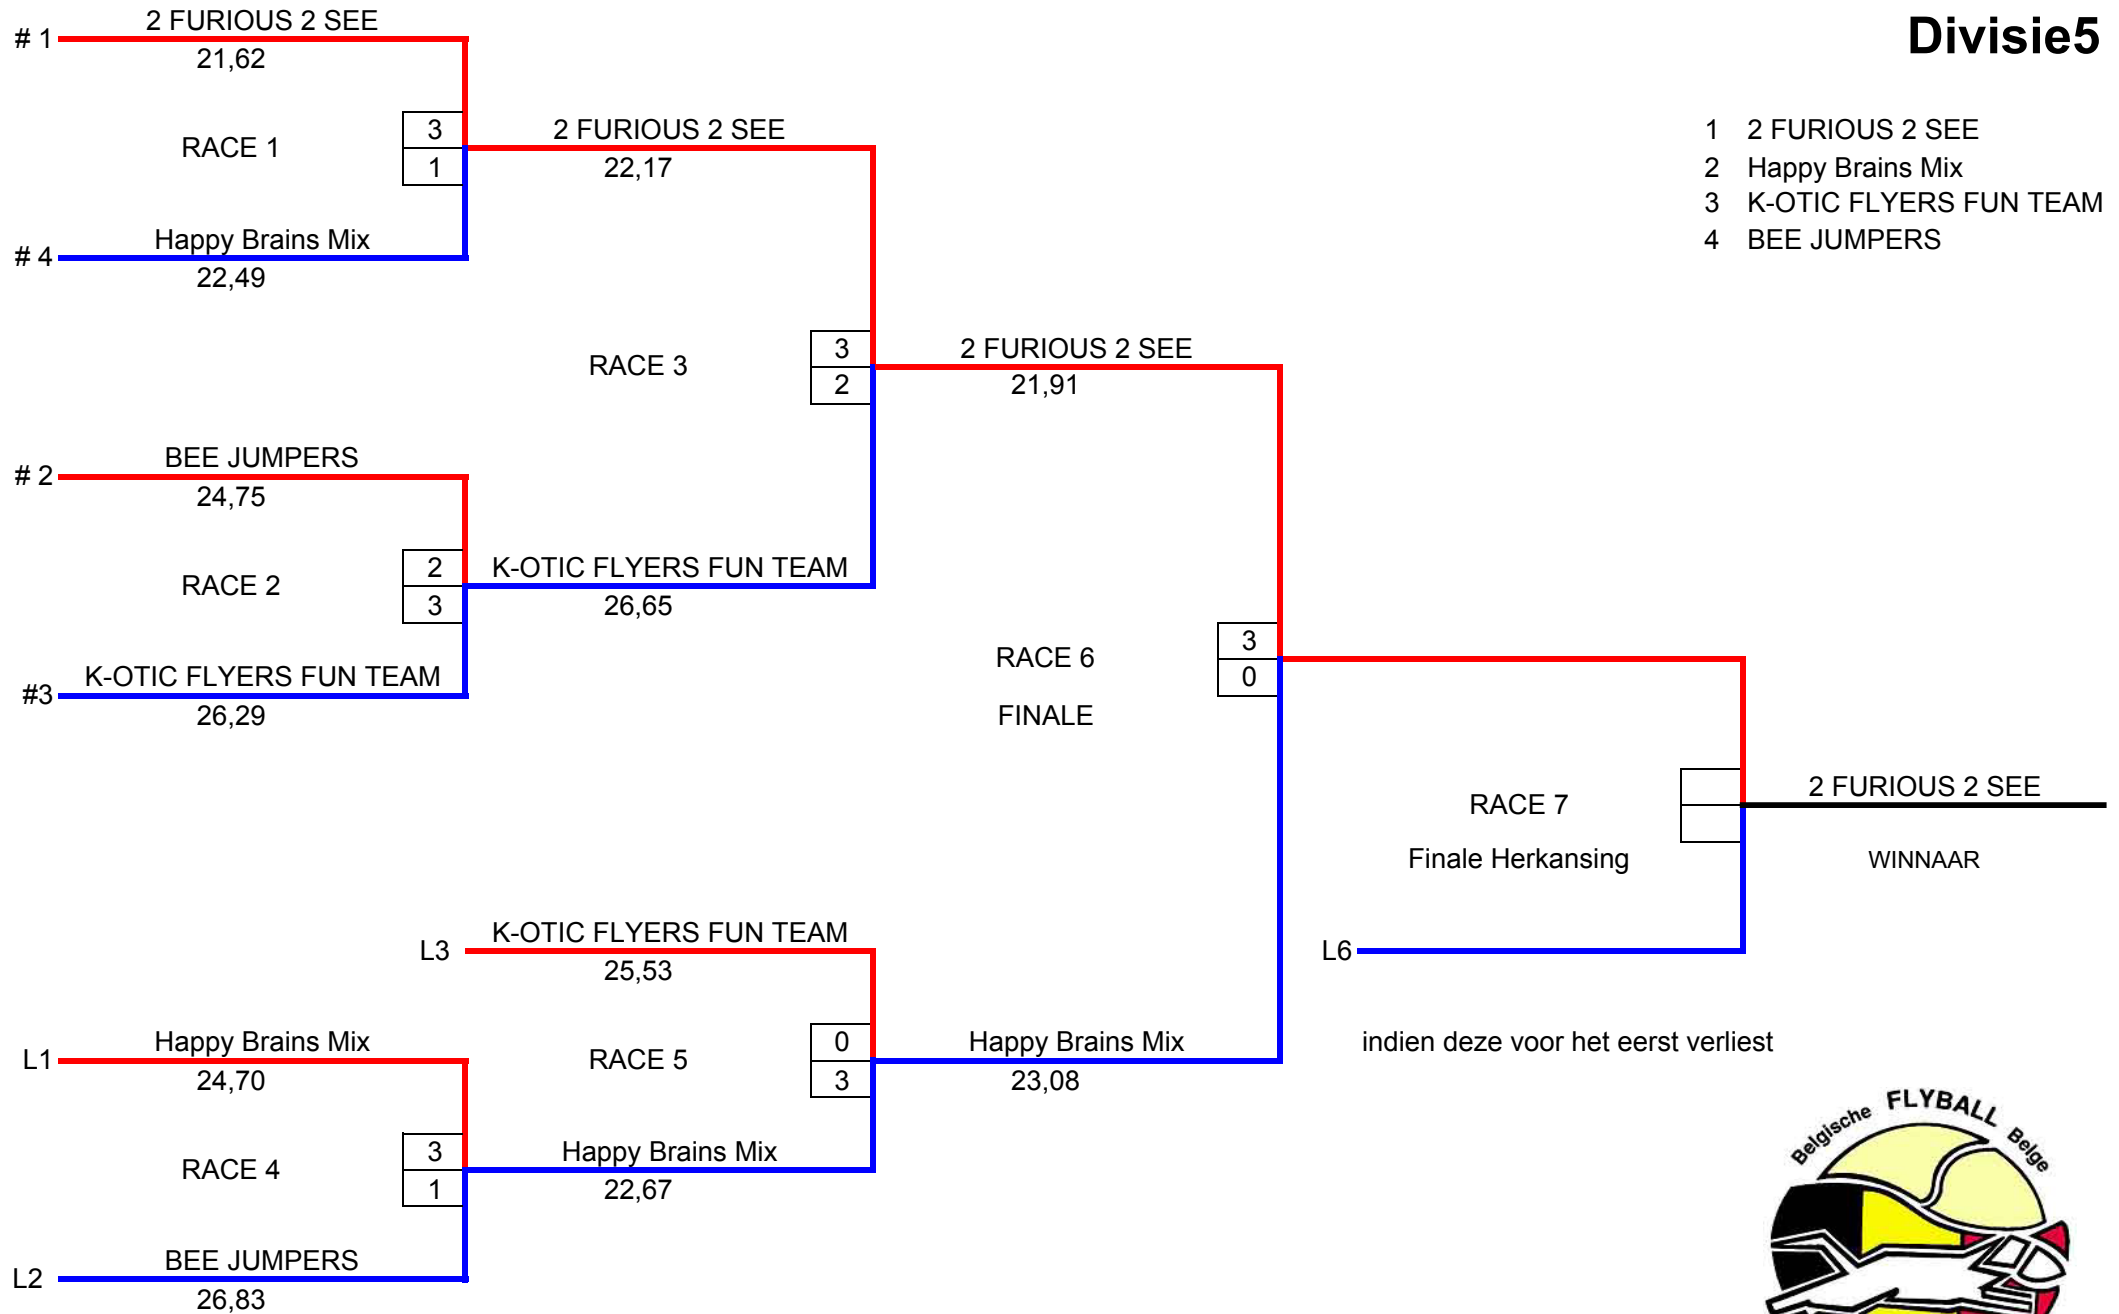 Divisie5
# 1
2 FURIOUS 2 SEE
21,62
RACE 1
3
1
# 4
Happy Brains Mix
22,49
2 FURIOUS 2 SEE
22,17
1 2 FURIOUS 2 SEE
2 Happy Brains Mix
3 K-OTIC FLYERS FUN TEAM
4 BEE JUMPERS
RACE 3
3
2
2 FURIOUS 2 SEE
21,91
# 2
BEE JUMPERS
24,75
RACE 2
2
3
#3
K-OTIC FLYERS FUN TEAM
26,29
K-OTIC FLYERS FUN TEAM
26,65
RACE 6
FINALE
3
0
RACE 7
Finale Herkansing
2 FURIOUS 2 SEE
WINNAAR
L3
K-OTIC FLYERS FUN TEAM
25,53
L6
indien deze voor het eerst verliest
L1
Happy Brains Mix
24,70
RACE 5
0
3
Happy Brains Mix
23,08
RACE 4
3
1
Happy Brains Mix
22,67
L2
BEE JUMPERS
26,83
Belgische FLYBALL Belge